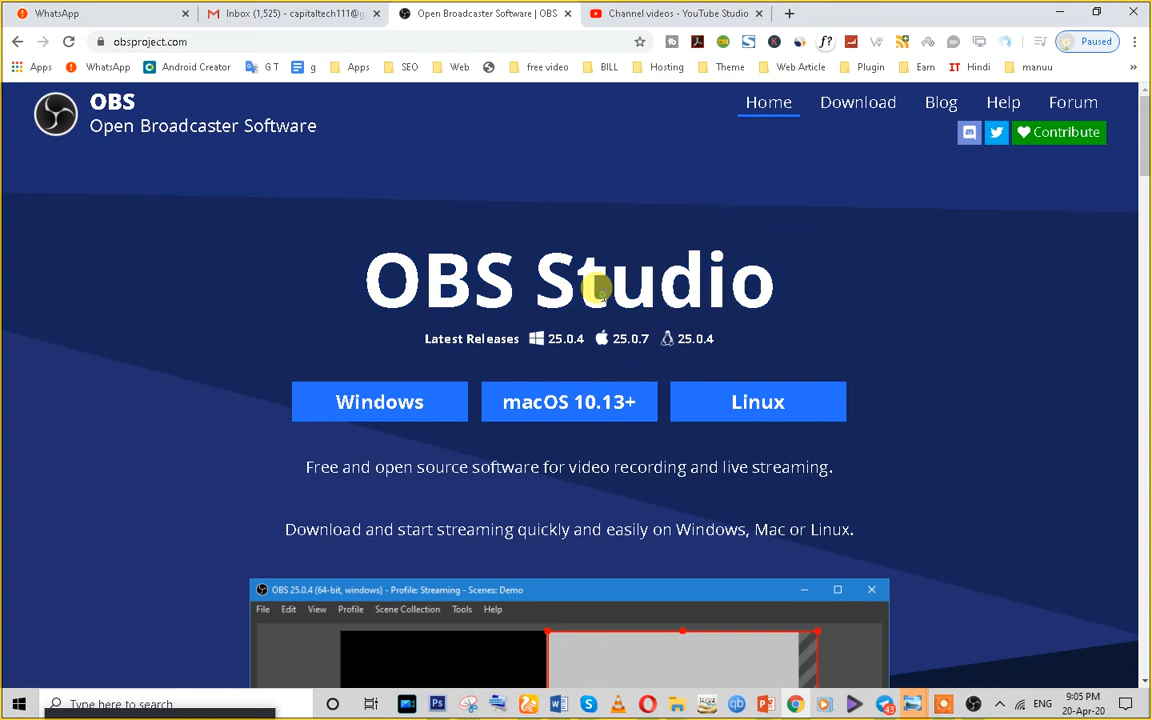 WhatsApp
Inbox (1,525) - capitaltech111@g
Open Broadcaster Software | OBS
Channel videos - YouTube Studio
obsproject.com
f?
Paused
Apps
WhatsApp
Android Creator
G T
g
Apps
SEO
Web
free video
BILL
Hosting
Theme
Web Article
Plugin
Earn
IT Hindi
manuu
»
OBS
Open Broadcaster Software
Home
Download
Blog
Help
Forum
Contribute
OBS Studio
Latest Releases 25.0.4 25.0.7 25.0.4
Windows
macOS 10.13+
Linux
Free and open source software for video recording and live streaming.
Download and start streaming quickly and easily on Windows, Mac or Linux.
OBS 25.0.4 (64-bit, windows) - Profile: Streaming - Scenes: Demo
File Edit View Profile Scene Collection Tools Help
Type here to search
Ps
43
ENG
9:05 PM
20-Apr-20